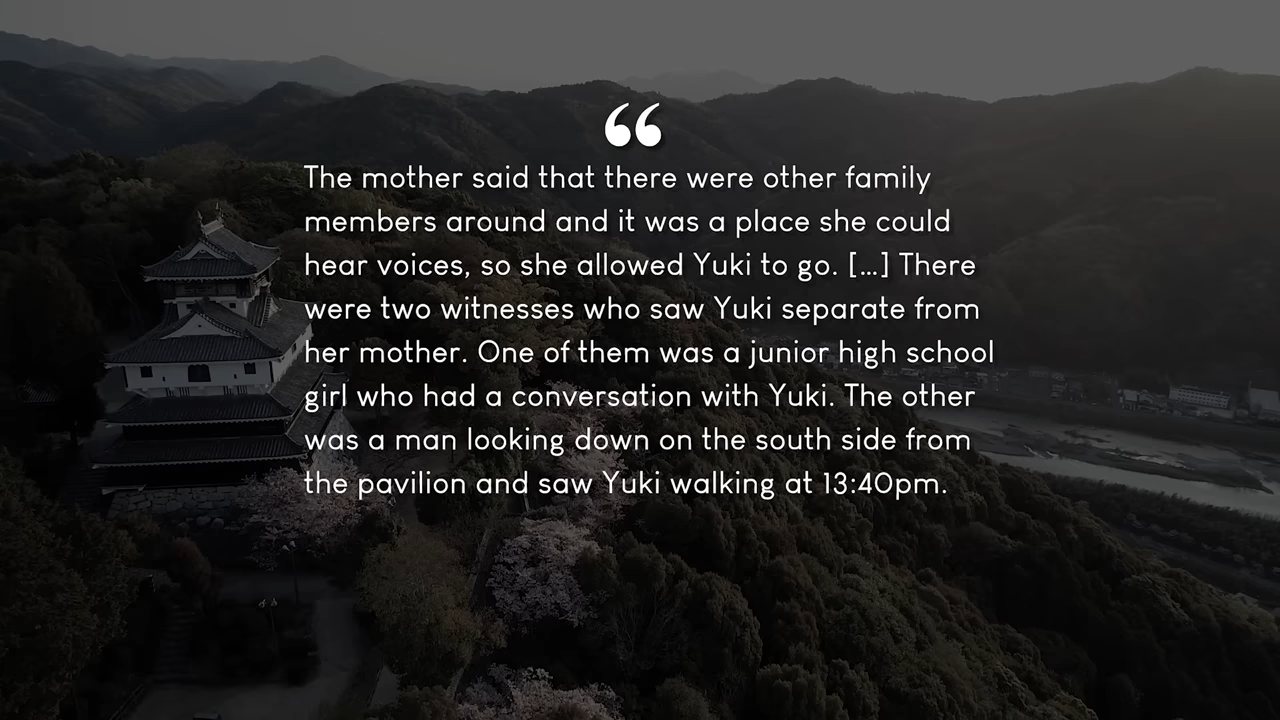 “
The mother said that there were other family
members around and it was a place she could
hear voices, so she allowed Yuki to go. [...] There
were two witnesses who saw Yuki separate from
her mother. One of them was a junior high school
girl who had a conversation with Yuki. The other
was a man looking down on the south side from
the pavilion and saw Yuki walking at 13:40pm.